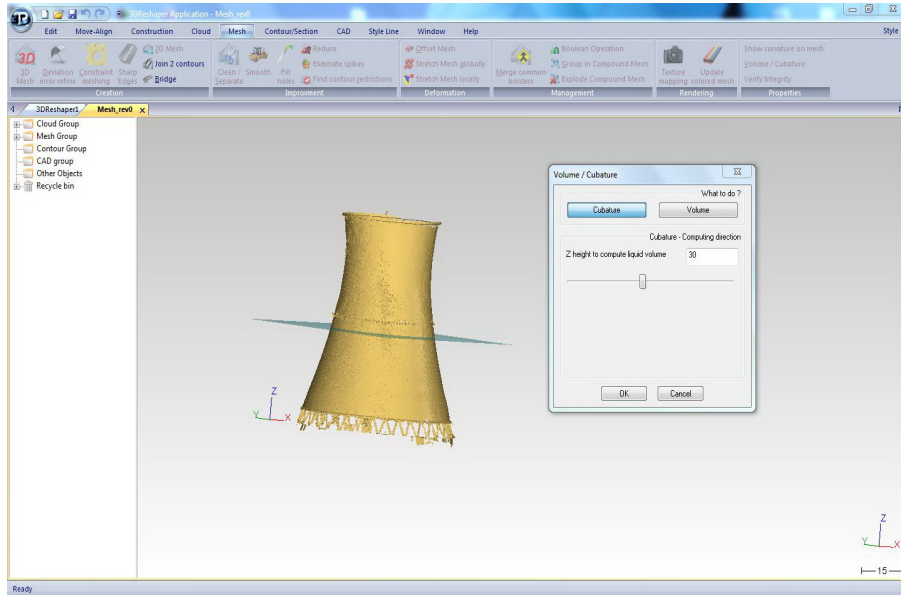 3DReshaper Application - Mesh_rev0
Edit Move-Align Construction Cloud Mesh Contour/Section CAD Style Line Window Help Style
3D Mesh
Deviation error refine
Constraint meshing
Sharp Edges
2D Mesh
Join 2 contours
Bridge
Creation
Clean / Separate
Smooth
Fill holes
Reduce
Eliminate spikes
Find contour restrictions
Improvment
Offset Mesh
Stretch Mesh globally
Stretch Mesh locally
Deformation
Merge common borders
Boolean Operation
Group in Compound Mesh
Explode Compound Mesh
Management
Texture mapping
Update colored mesh
Rendering
Show curvature on mesh
Volume / Cubature
Verify Integrity
Properties
3DReshaper1 Mesh_rev0 x
Cloud Group
Mesh Group
Contour Group
CAD group
Other Objects
Recycle bin
Volume / Cubature
What to do ?
Cubature Volume
Cubature - Computing direction
Z height to compute liquid volume 30
OK Cancel
Z
Y X
Z
Y X
15
Ready